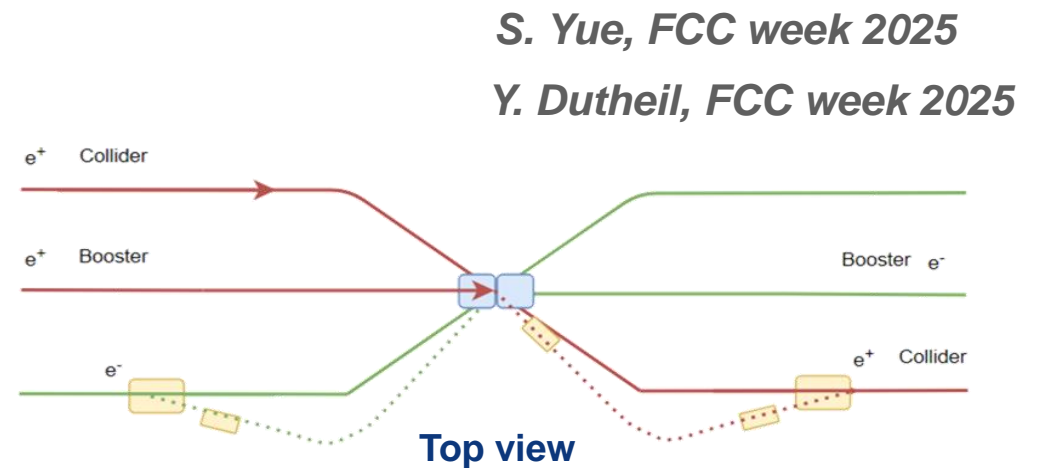 S. Yue, FCC week 2025
Y. Dutheil, FCC week 2025
e+ Collider
e+ Booster
Booster e-
e-
e+ Collider
Top view